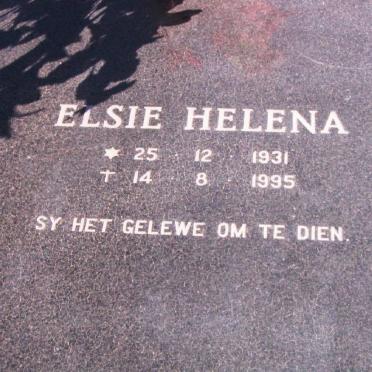 ELSIE HELENA
* 25 · 12 · 1931
† 14 · 8 · 1995
SY HET GELEWE OM TE DIEN.